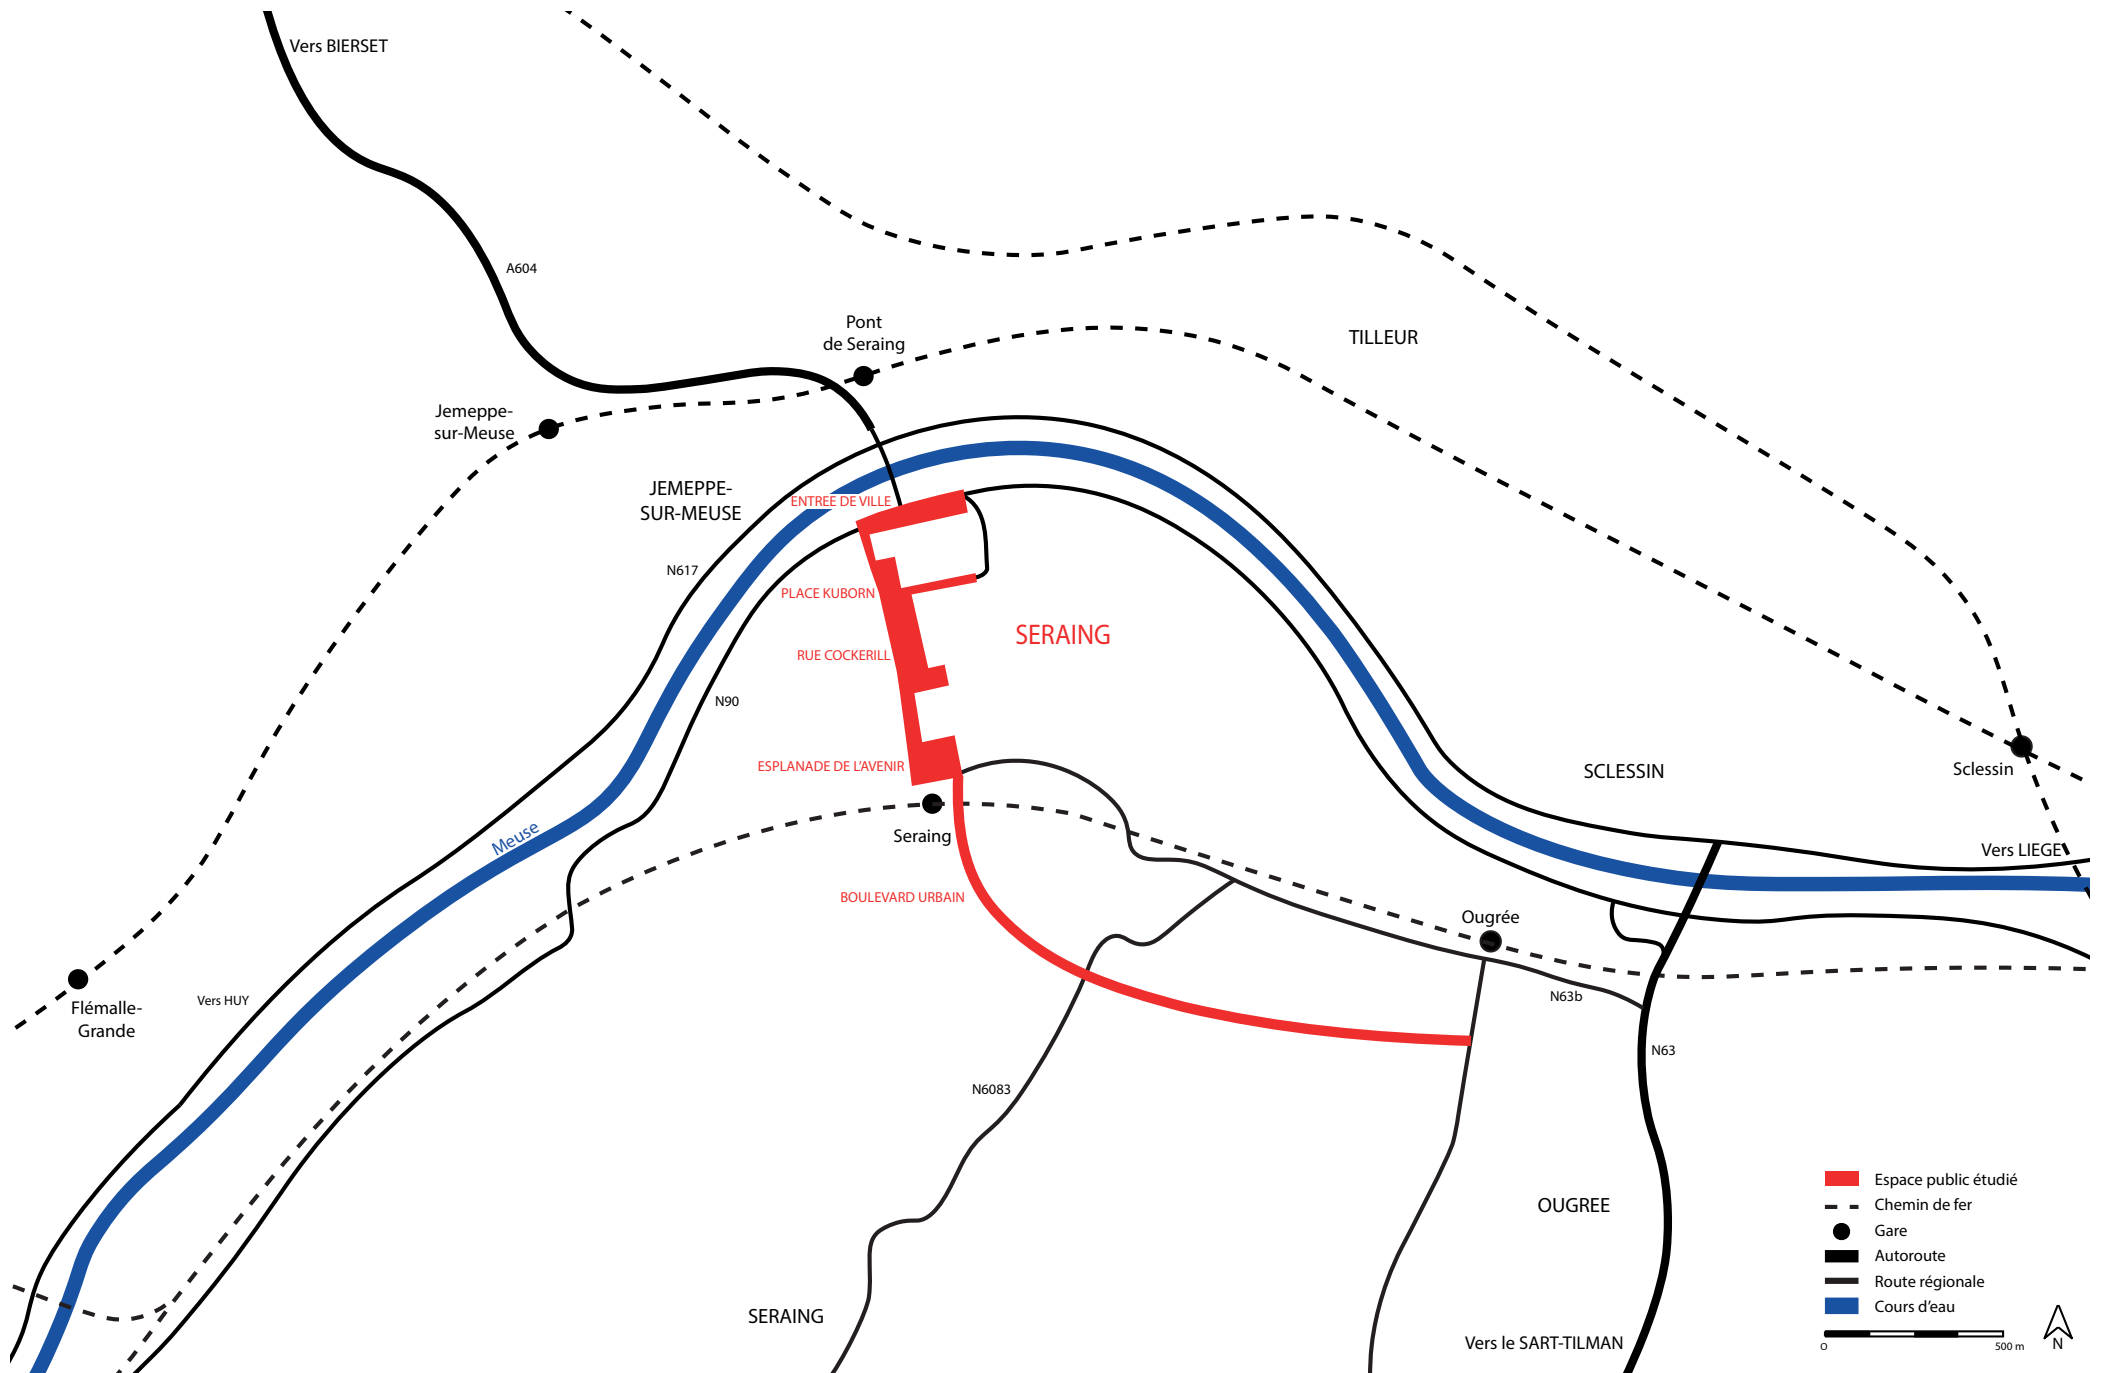 Vers BIERSET
A604
Pont
de Seraing
TILLEUR
Jemeppe-
sur-Meuse
JEMEPPE-
SUR-MEUSE
ENTREE DE VILLE
N617
PLACE KUBORN
SERAING
RUE COCKERILL
N90
ESPLANADE DE L'AVENIR
SCLESSIN
Sclessin
Meuse
Seraing
Vers LIEGE
BOULEVARD URBAIN
Ougrée
Flémalle-
Grande
Vers HUY
N63b
N63
N6083
OUGREE
SERAING
Vers le SART-TILMAN
Espace public étudié
Chemin de fer
Gare
Autoroute
Route régionale
Cours d'eau
O
500 m
N